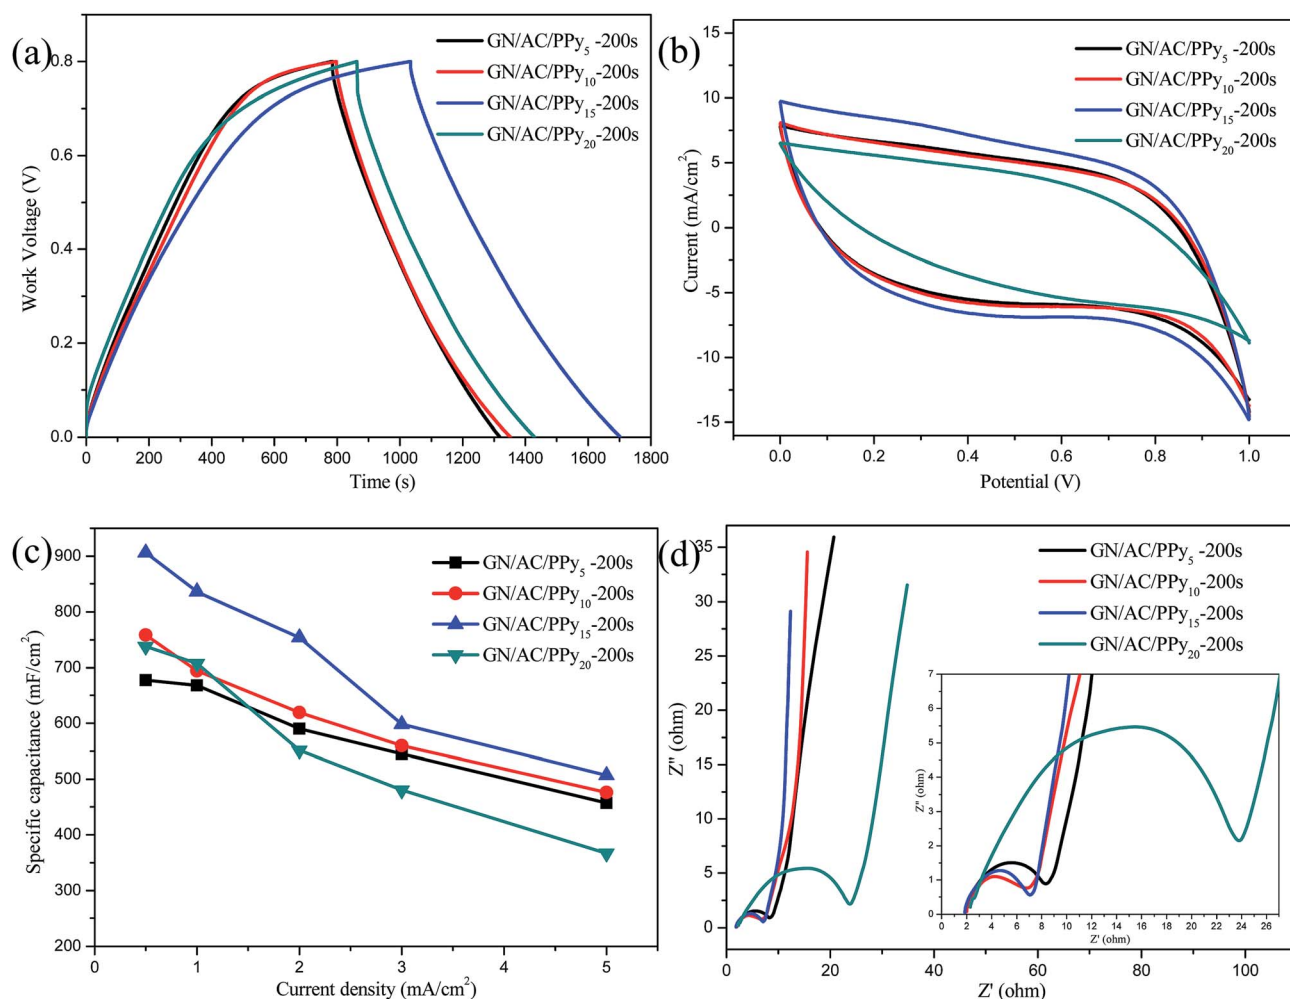 (a)
GN/AC/PPy5 -200s
GN/AC/PPy10-200s
GN/AC/PPy15-200s
GN/AC/PPy20-200s
Work Voltage (V)
0.8
0.6
0.4
0.2
0.0
0 200 400 600 800 1000 1200 1400 1600 1800
Time (s)
(b)
GN/AC/PPy5 -200s
GN/AC/PPy10-200s
GN/AC/PPy15-200s
GN/AC/PPy20-200s
Current (mA/cm2)
15
10
5
0
-5
-10
-15
0.0 0.2 0.4 0.6 0.8 1.0
Potential (V)
(c)
GN/AC/PPy5 -200s
GN/AC/PPy10-200s
GN/AC/PPy15-200s
GN/AC/PPy20-200s
Specific capacitance (mF/cm2)
900
800
700
600
500
400
300
200
0 1 2 3 4 5
Current density (mA/cm2)
(d)
GN/AC/PPy5 -200s
GN/AC/PPy10-200s
GN/AC/PPy15-200s
GN/AC/PPy20-200s
Z'' (ohm)
35
30
25
20
15
10
5
0
0 20 40 60 80 100
Z' (ohm)
Z'' (ohm)
7
6
5
4
3
2
1
0
0 2 4 6 8 10 12 14 16 18 20 22 24 26
Z' (ohm)